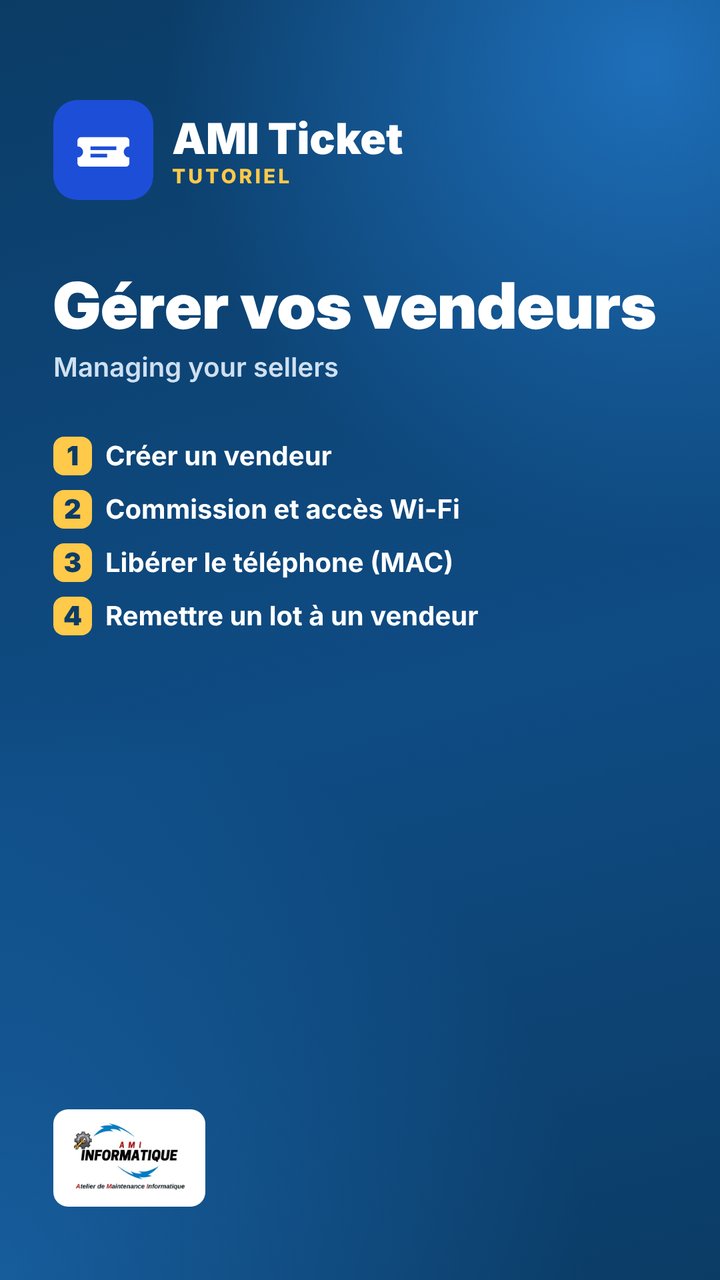 AMI Ticket
TUTORIEL
Gérer vos vendeurs
Managing your sellers
1 Créer un vendeur
2 Commission et accès Wi-Fi
3 Libérer le téléphone (MAC)
4 Remettre un lot à un vendeur
AMI
INFORMATIQUE
Atelier de Maintenance Informatique